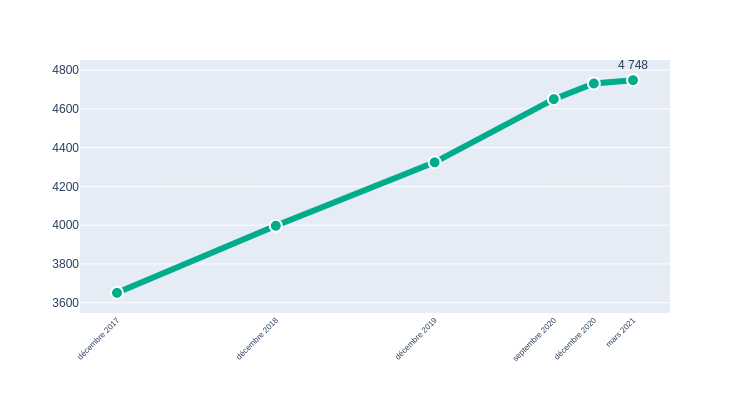 4 748
4800
4600
4400
4200
4000
3800
3600
décembre 2017
décembre 2018
décembre 2019
septembre 2020
décembre 2020
mars 2021